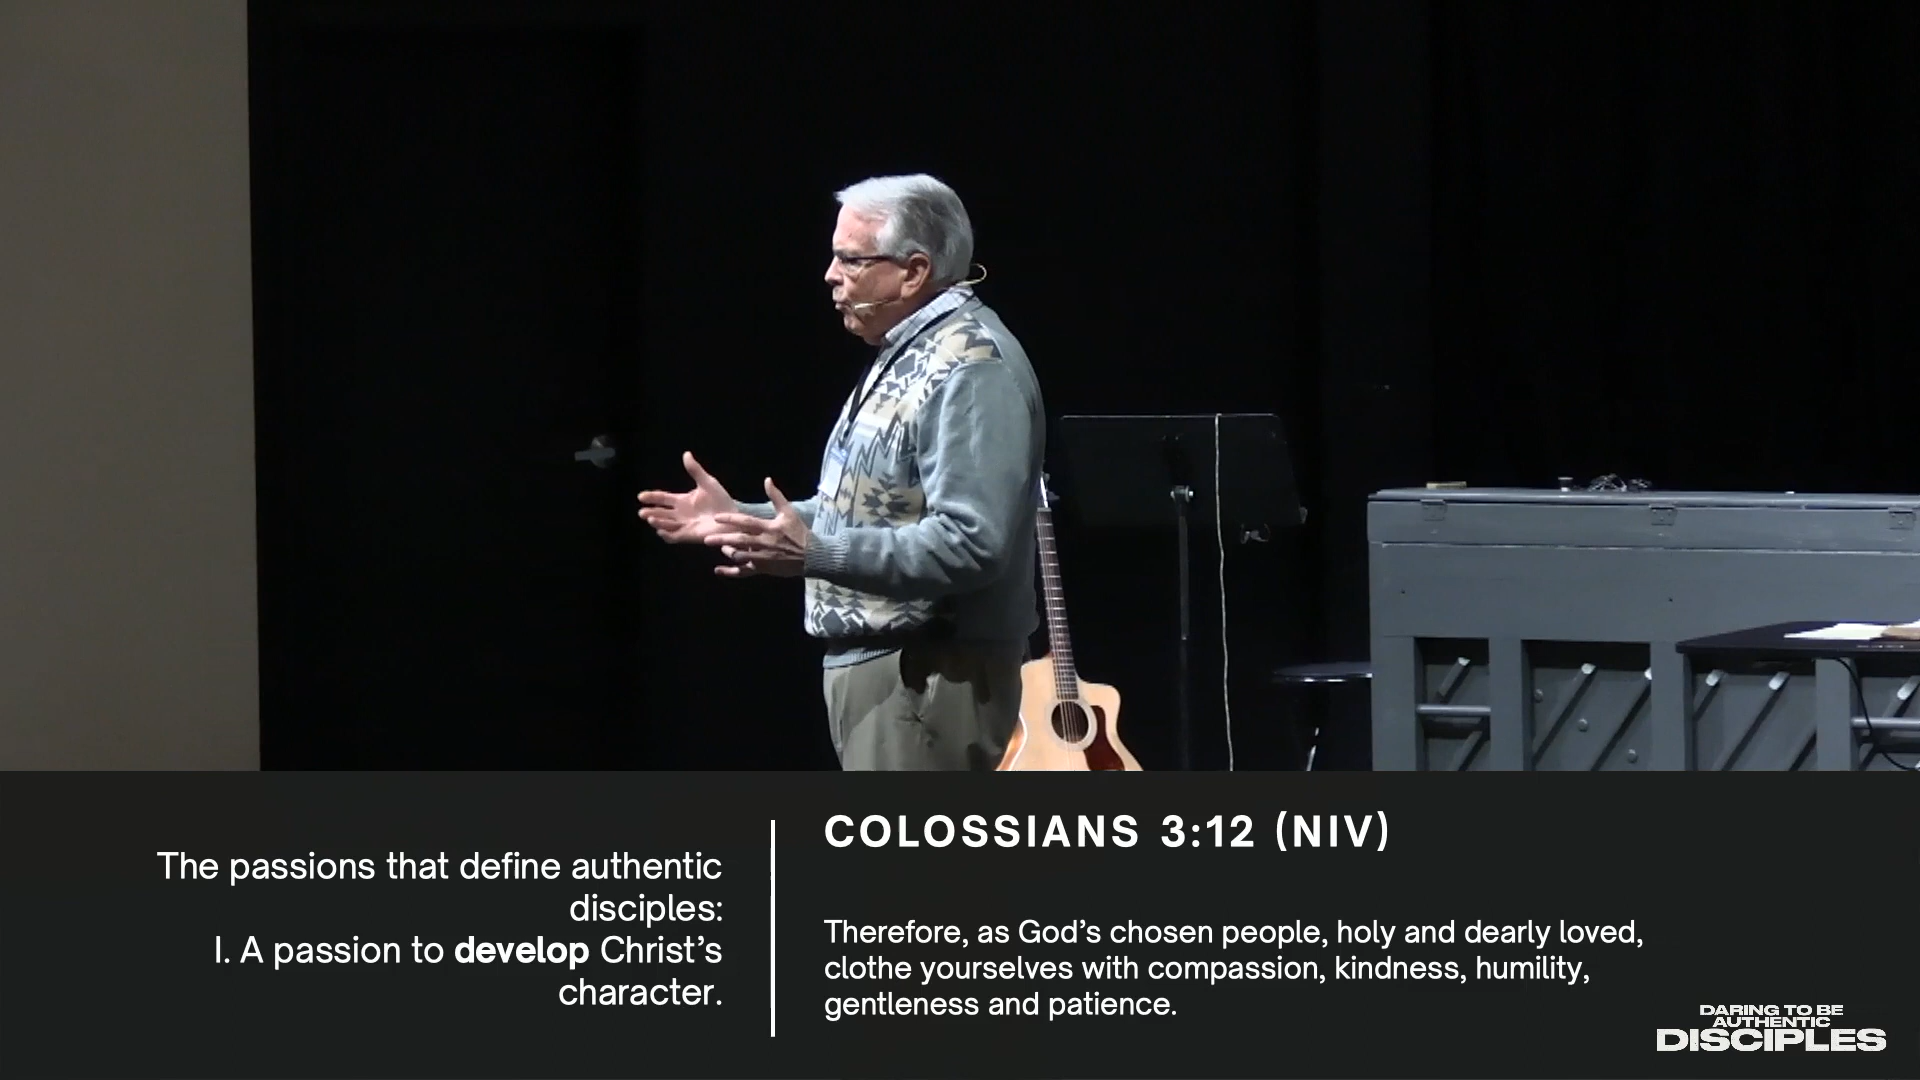 The passions that define authentic
disciples:
I. A passion to develop Christ's
character.
COLOSSIANS 3:12 (NIV)
Therefore, as God's chosen people, holy and dearly loved,
clothe yourselves with compassion, kindness, humility,
gentleness and patience.
DARING TO BE
AUTHENTIC
DISCIPLES